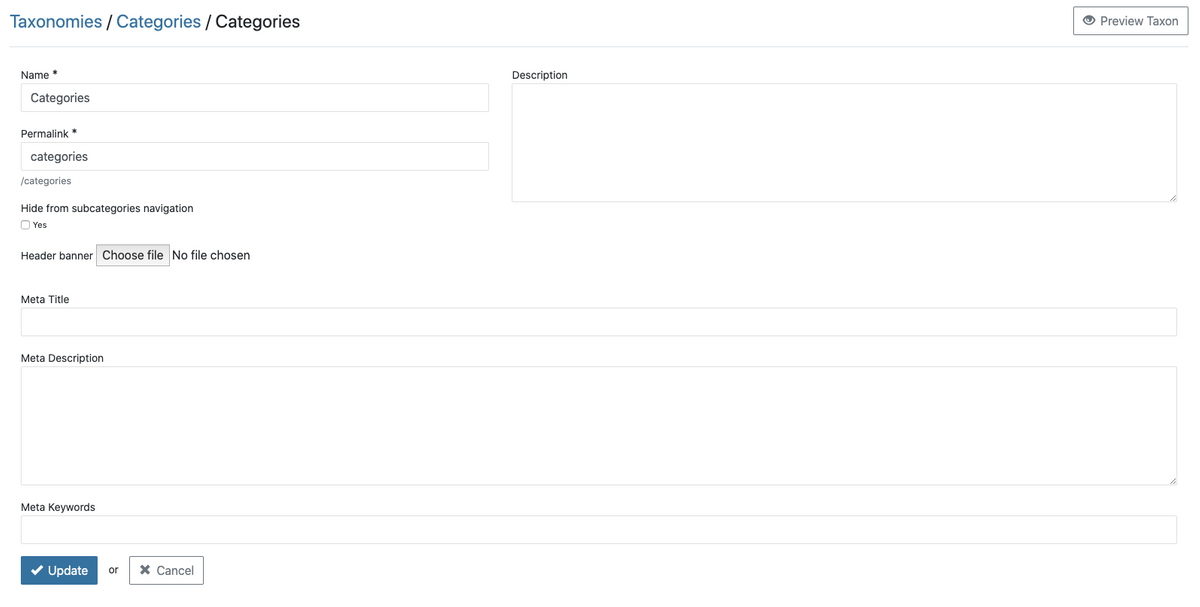 Taxonomies / Categories / Categories
Preview Taxon
Name *
Categories
Permalink *
categories
/categories
Hide from subcategories navigation
Yes
Header banner Choose file No file chosen
Description
Meta Title
Meta Description
Meta Keywords
Update or Cancel